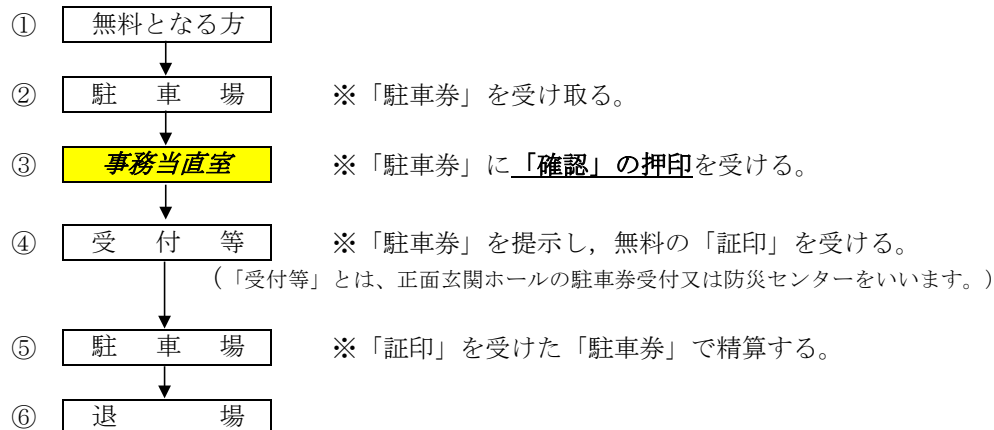 ① 無料となる方
② 駐車場 ※「駐車券」を受け取る。
③ 事務当直室 ※「駐車券」に「確認」の押印を受ける。
④ 受付等 ※「駐車券」を提示し，無料の「証印」を受ける。
(「受付等」とは、正面玄関ホールの駐車券受付又は防災センターをいいます。)
⑤ 駐車場 ※「証印」を受けた「駐車券」で精算する。
⑥ 退場